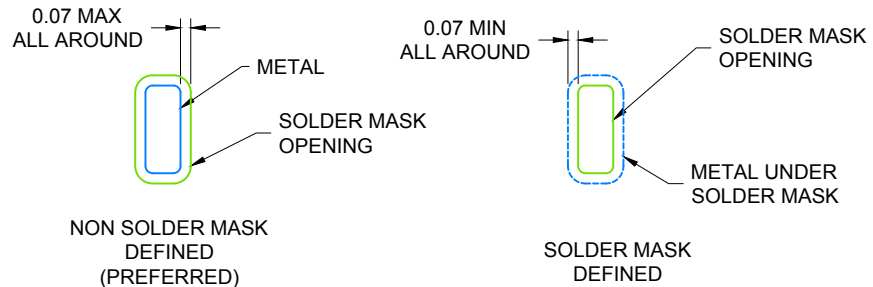 0.07 MAX
ALL AROUND
METAL
SOLDER MASK
OPENING
NON SOLDER MASK
DEFINED
(PREFERRED)
0.07 MIN
ALL AROUND
SOLDER MASK
OPENING
METAL UNDER
SOLDER MASK
SOLDER MASK
DEFINED